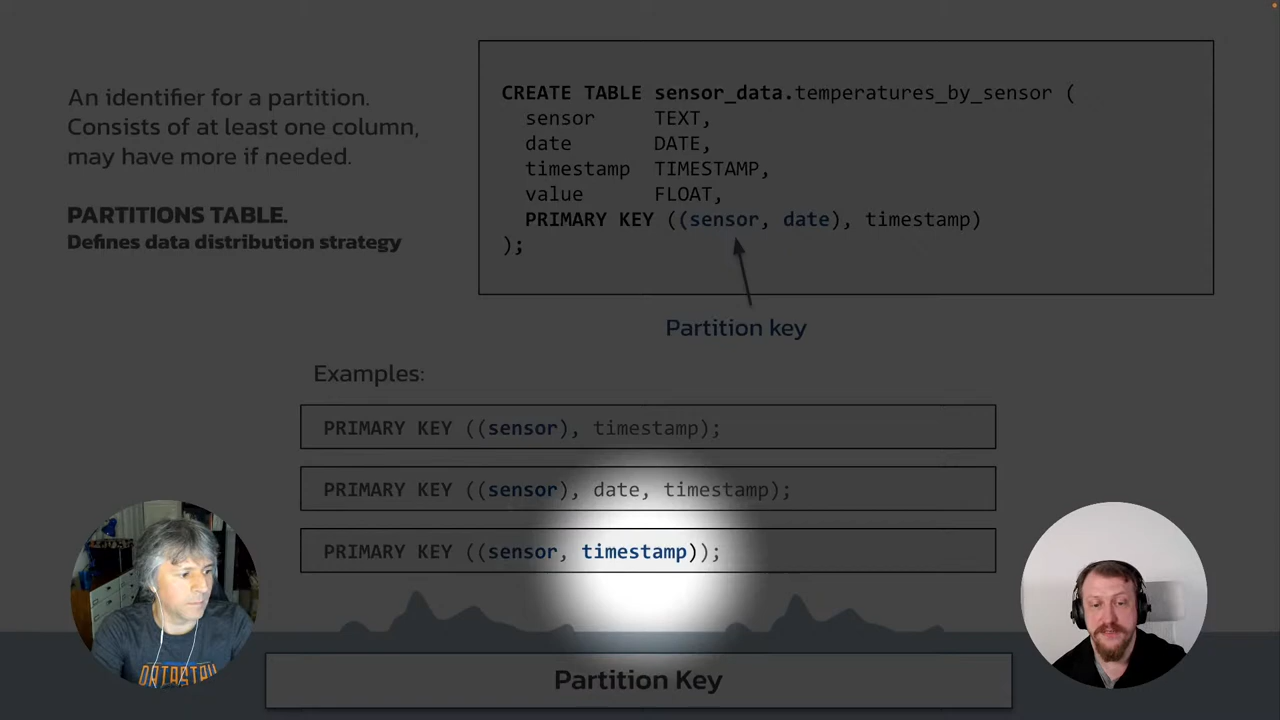 An identifier for a partition.
Consists of at least one column,
may have more if needed.
PARTITIONS TABLE.
Defines data distribution strategy
CREATE TABLE sensor_data.temperatures_by_sensor (
sensor TEXT,
date DATE,
timestamp TIMESTAMP,
value FLOAT,
PRIMARY KEY ((sensor, date), timestamp)
);
Partition key
Examples:
PRIMARY KEY ((sensor), timestamp);
PRIMARY KEY ((sensor), date, timestamp);
PRIMARY KEY ((sensor, timestamp));
DATASTAX
Partition Key